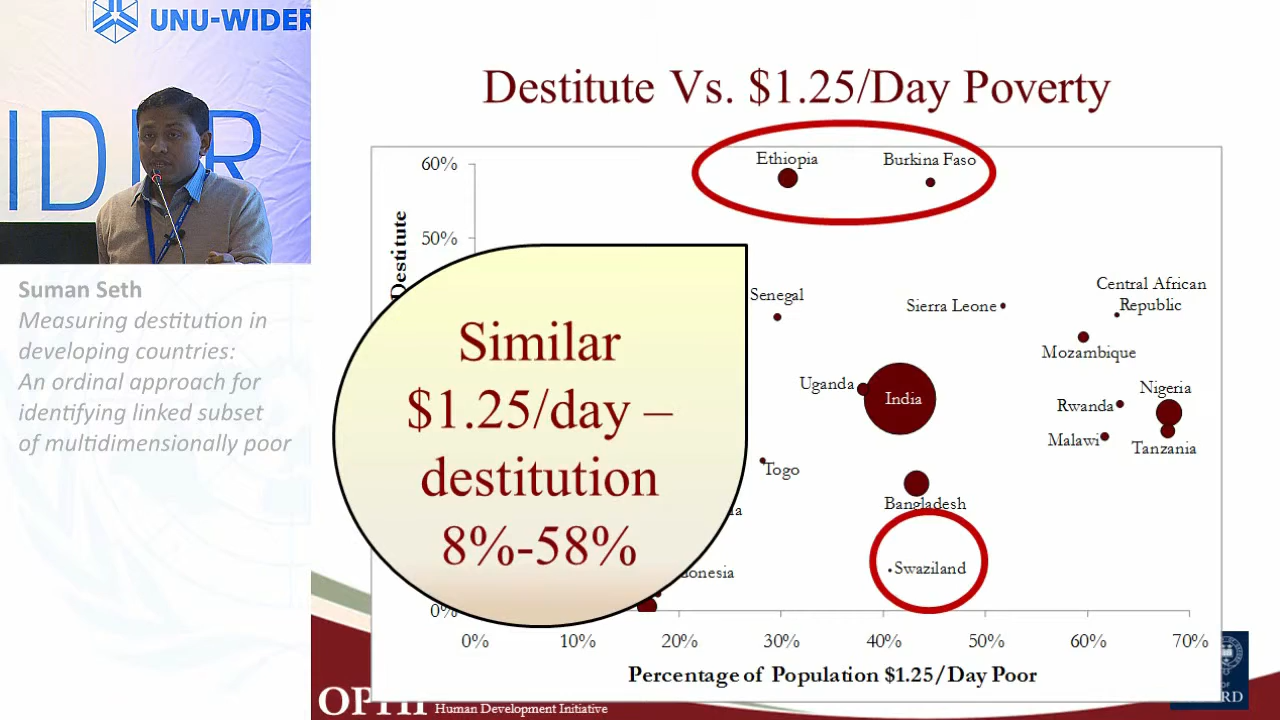 UNU-WIDER
IDER
Suman Seth
Measuring destitution in
developing countries:
An ordinal approach for
identifying linked subset
of multidimensionally poor
Destitute Vs. $1.25/Day Poverty
60%
50%
0%
Destitute
Ethiopia
Burkina Faso
Senegal
Sierra Leone
Central African
Republic
Mozambique
Uganda
India
Nigeria
Rwanda
Malawi
Tanzania
Togo
Bangladesh
Swaziland
onesia
Similar
$1.25/day –
destitution
8%-58%
0%
10%
20%
30%
40%
50%
60%
70%
Percentage of Population $1.25/Day Poor
Human Development Initiative